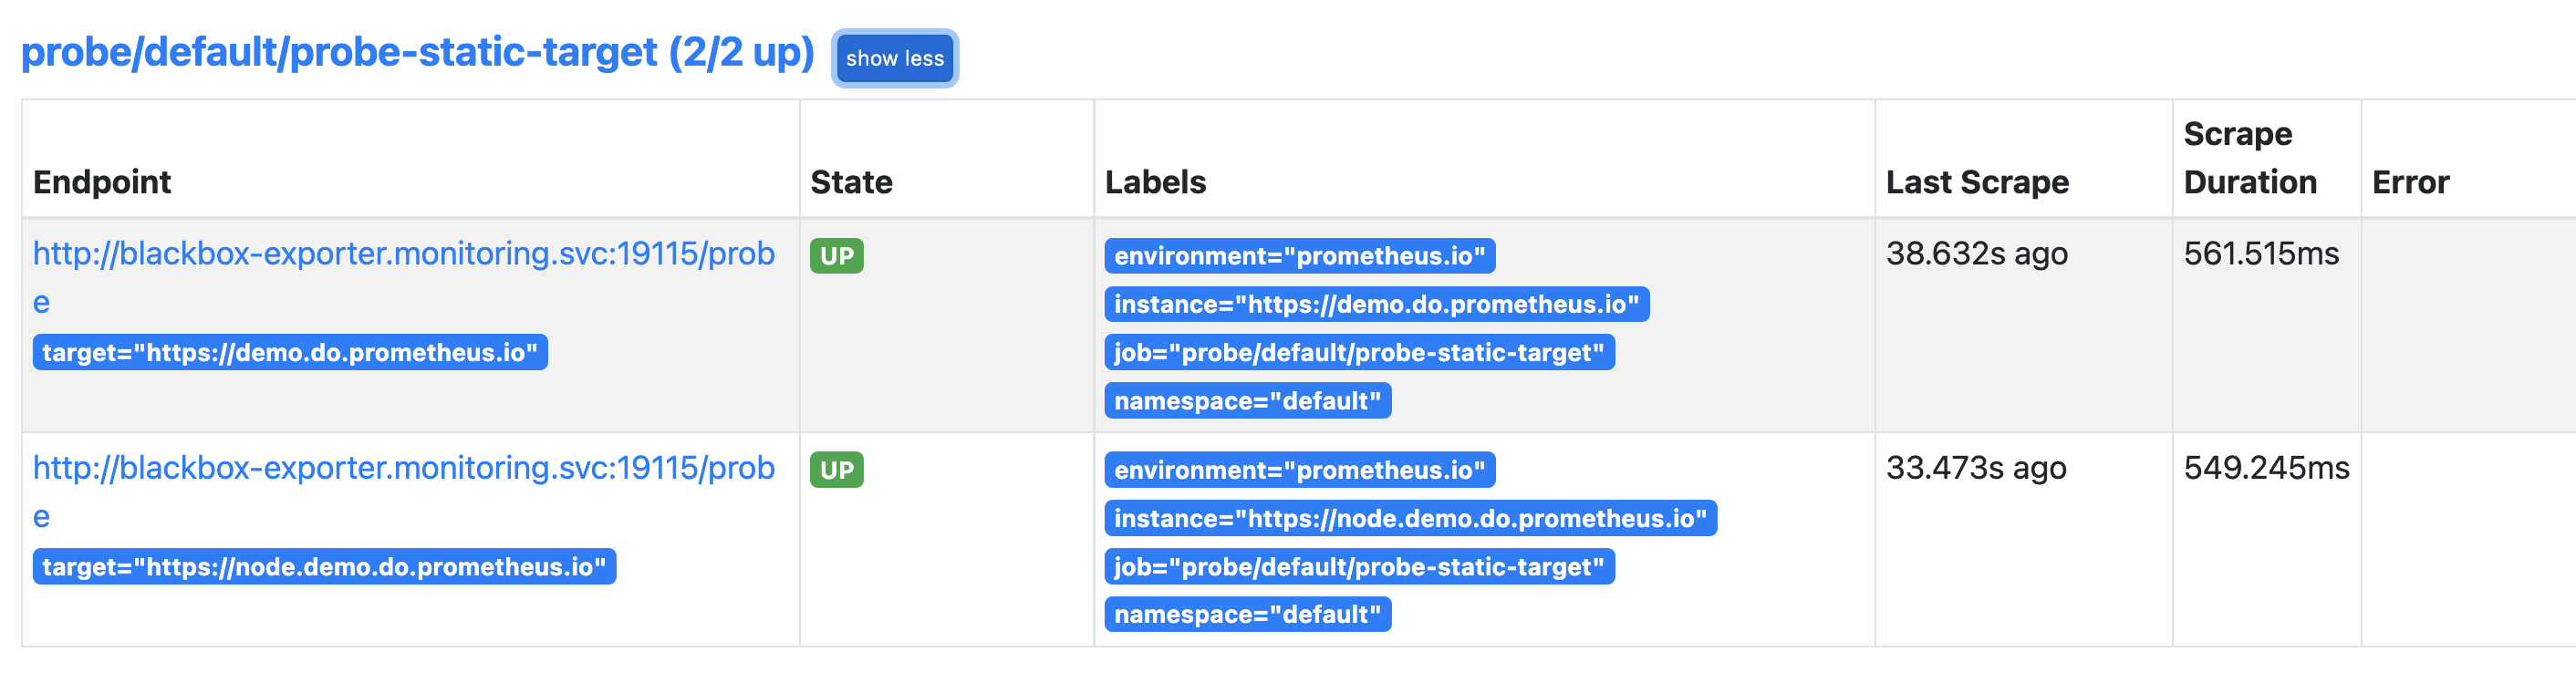 probe/default/probe-static-target (2/2 up) show less
Endpoint State Labels Last Scrape Scrape Duration Error
http://blackbox-exporter.monitoring.svc:19115/prob
e
target="https://demo.do.prometheus.io"
UP
environment="prometheus.io"
instance="https://demo.do.prometheus.io"
job="probe/default/probe-static-target"
namespace="default"
38.632s ago
561.515ms
http://blackbox-exporter.monitoring.svc:19115/prob
e
target="https://node.demo.do.prometheus.io"
UP
environment="prometheus.io"
instance="https://node.demo.do.prometheus.io"
job="probe/default/probe-static-target"
namespace="default"
33.473s ago
549.245ms